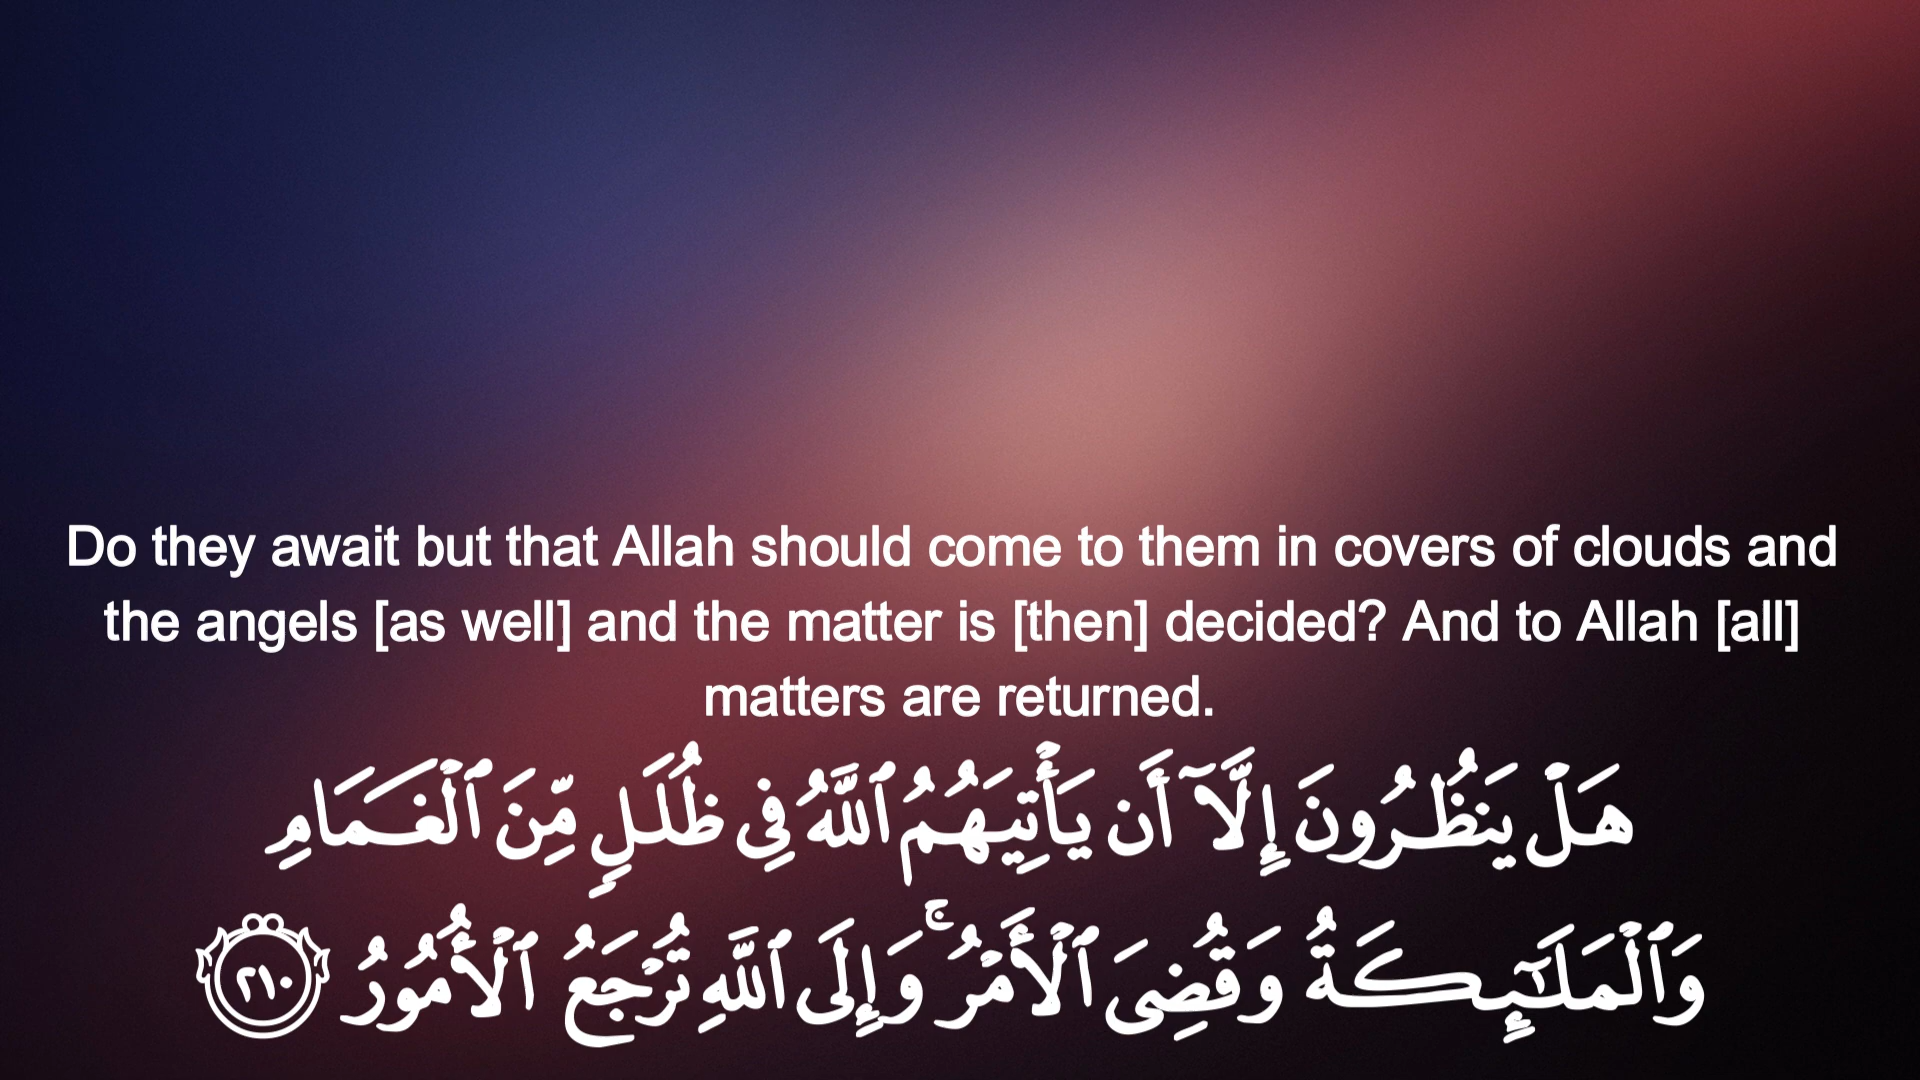 Do they await but that Allah should come to them in covers of clouds and
the angels [as well] and the matter is [then] decided? And to Allah [all]
matters are returned.
هَلْ يَنظُرُونَ إِلَّآ أَن يَأْتِيَهُمُ ٱللَّهُ فِى ظُلَلٍ مِّنَ ٱلْغَمَامِ
وَٱلْمَلَـٰٓئِكَةُ وَقُضِىَ ٱلْأَمْرُ ۚ وَإِلَى ٱللَّهِ تُرْجَعُ ٱلْأُمُورُ ٢١٠